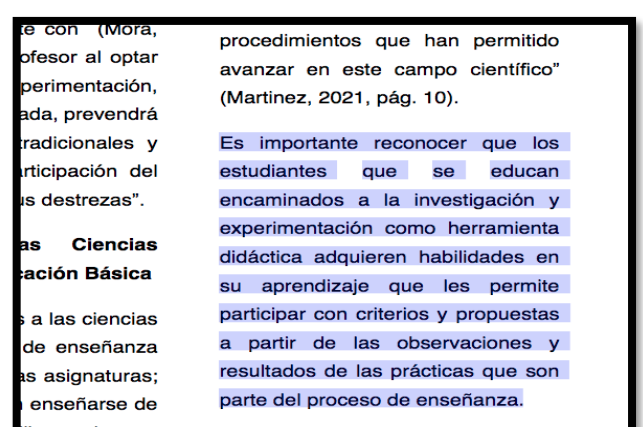 te con (Mora,
ofesor al optar
perimentación,
ada, prevendrá
tradicionales y
articipación del
us destrezas".
as Ciencias
cación Básica
s a las ciencias
de enseñanza
as asignaturas;
n enseñarse de
procedimientos que han permitido
avanzar en este campo científico”
(Martinez, 2021, pág. 10).
Es importante reconocer que los
estudiantes que se educan
encaminados a la investigación y
experimentación como herramienta
didáctica adquieren habilidades en
su aprendizaje que les permite
participar con criterios y propuestas
a partir de las observaciones y
resultados de las prácticas que son
parte del proceso de enseñanza.